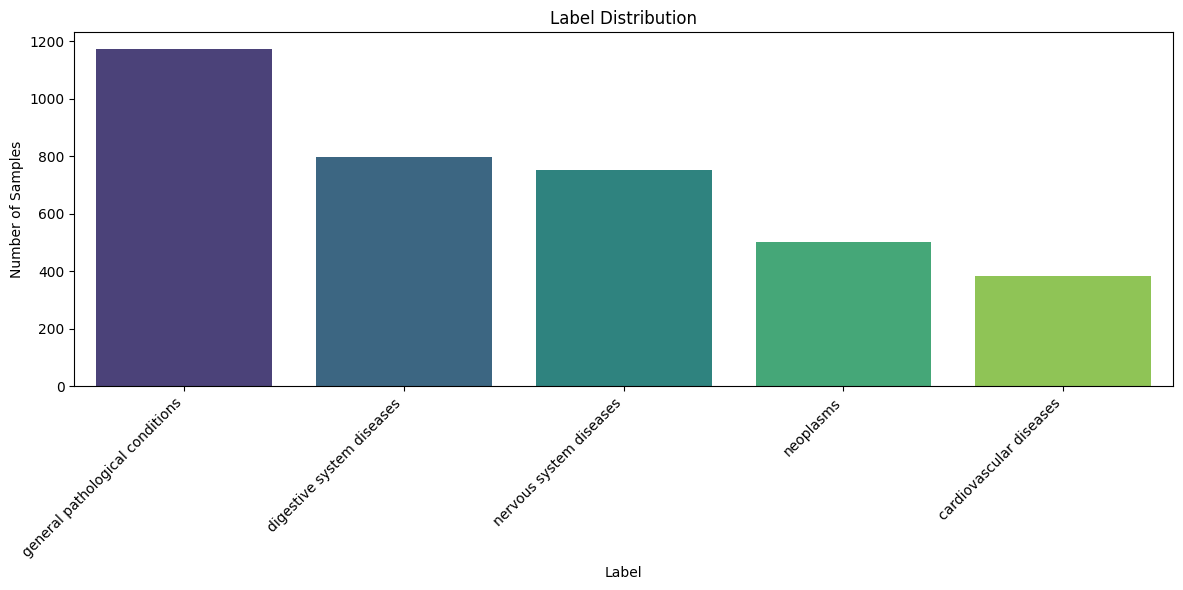 Label Distribution
Number of Samples
1200
1000
800
600
400
200
0
general pathological conditions
digestive system diseases
nervous system diseases
neoplasms
cardiovascular diseases
Label